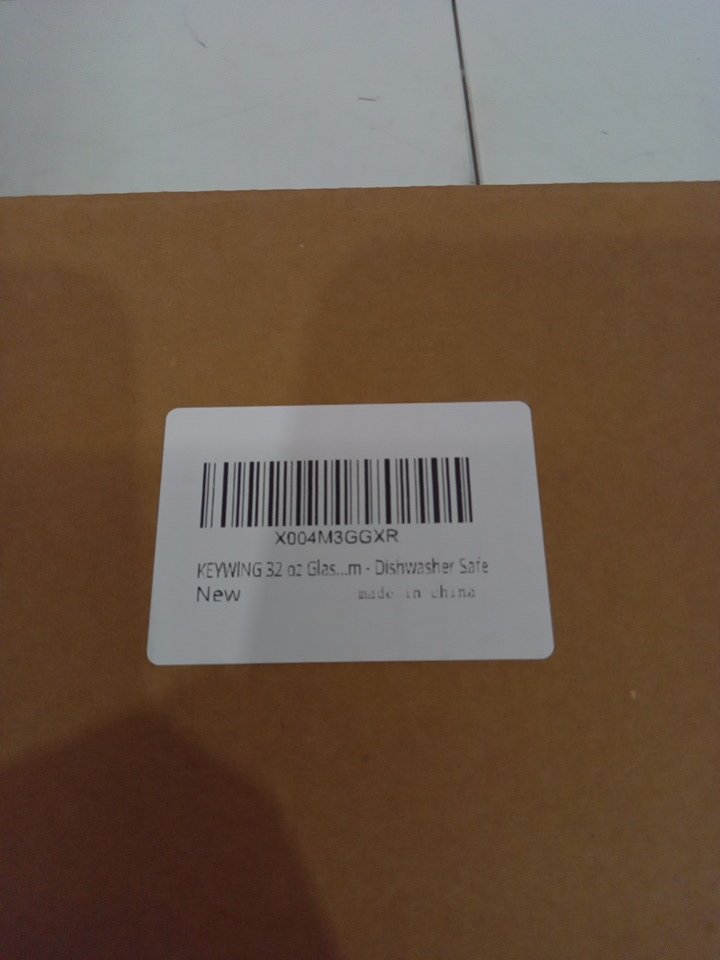 X004M3GGXR
KEYWING 32 oz Glas...m - Dishwasher Safe
New made in china